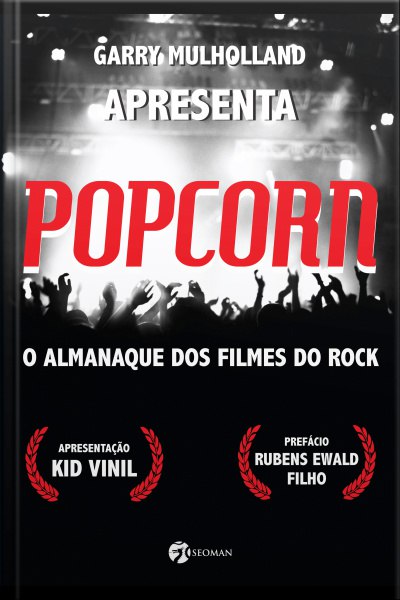 GARRY MULHOLLAND
APRESENTA
POPCORN
O ALMANAQUE DOS FILMES DO ROCK
APRESENTAÇÃO
KID VINIL
PREFÁCIO
RUBENS EWALD
FILHO
SEOMAN